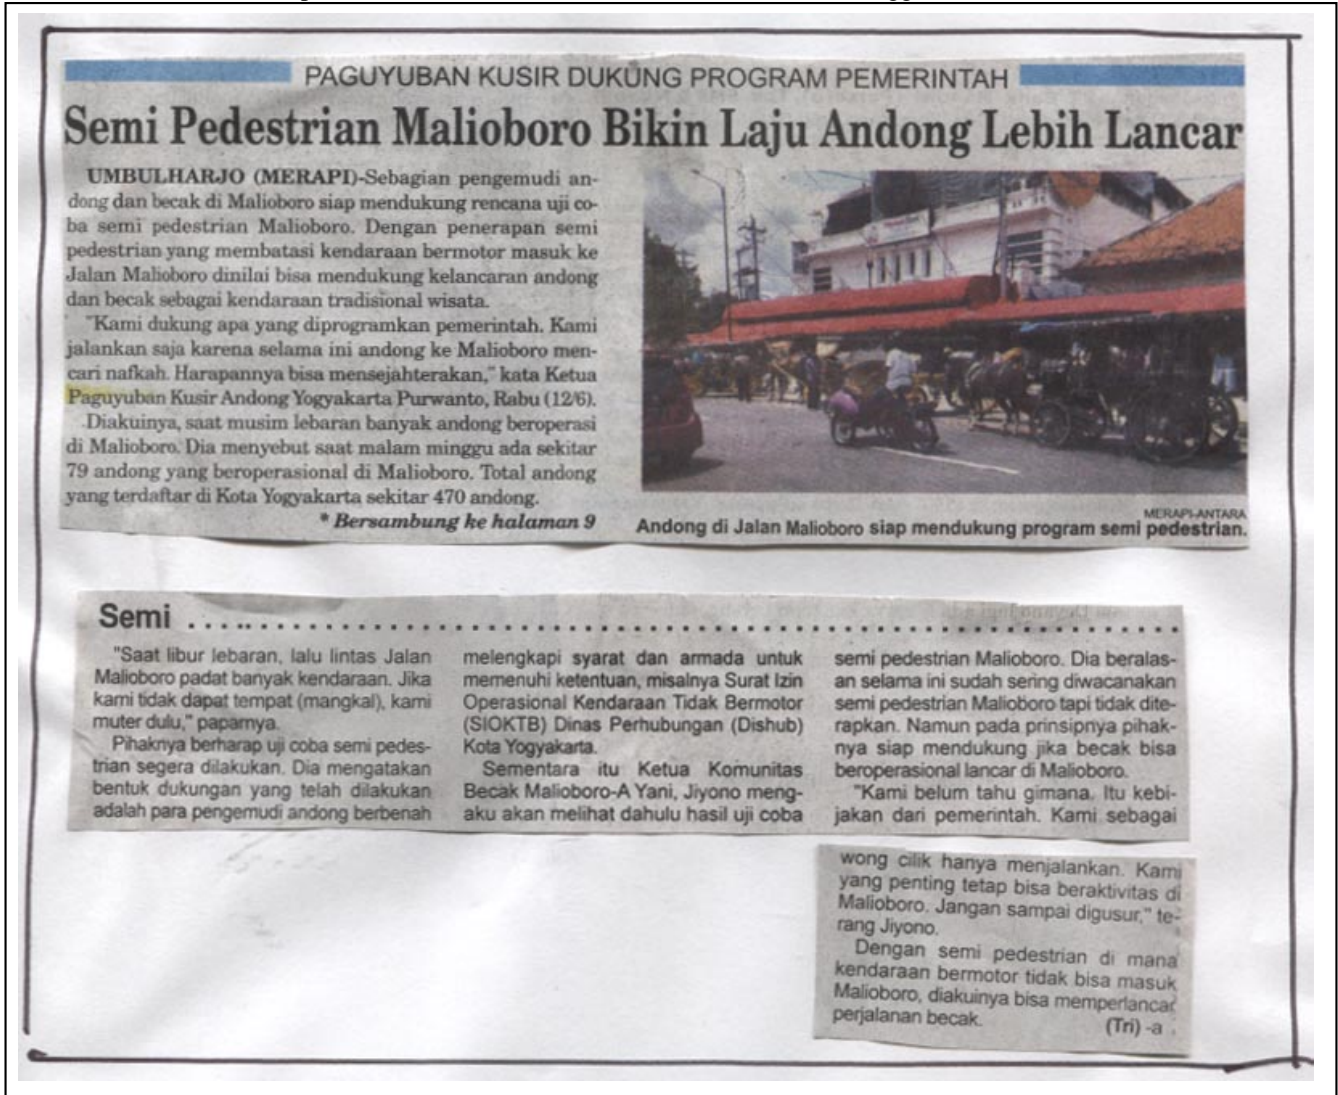 PAGUYUBAN KUSIR DUKUNG PROGRAM PEMERINTAH
Semi Pedestrian Malioboro Bikin Laju Andong Lebih Lancar
UMBULHARJO (MERAPI)-Sebagian pengemudi an-
dong dan becak di Malioboro siap mendukung rencana uji co-
ba semi pedestrian Malioboro. Dengan penerapan semi
pedestrian yang membatasi kendaraan bermotor masuk ke
Jalan Malioboro dinilai bisa mendukung kelancaran andong
dan becak sebagai kendaraan tradisional wisata.
"Kami dukung apa yang diprogramkan pemerintah. Kami
jalankan saja karena selama ini andong ke Malioboro men-
cari nafkah. Harapannya bisa mensejahterakan," kata Ketua
Paguyuban Kusir Andong Yogyakarta Purwanto, Rabu (12/6).
Diakuinya, saat musim lebaran banyak andong beroperasi
di Malioboro. Dia menyebut saat malam minggu ada sekitar
79 andong yang beroperasional di Malioboro. Total andong
yang terdaftar di Kota Yogyakarta sekitar 470 andong.
* Bersambung ke halaman 9
MERAPI-ANTARA
Andong di Jalan Malioboro siap mendukung program semi pedestrian.
Semi ........................................
"Saat libur lebaran, lalu lintas Jalan
Malioboro padat banyak kendaraan. Jika
kami tidak dapat tempat (mangkal), kami
muter dulu," paparnya.
Pihaknya berharap uji coba semi pedes-
trian segera dilakukan. Dia mengatakan
bentuk dukungan yang telah dilakukan
adalah para pengemudi andong berbenah
melengkapi syarat dan armada untuk
memenuhi ketentuan, misalnya Surat Izin
Operasional Kendaraan Tidak Bermotor
(SIOKTB) Dinas Perhubungan (Dishub)
Kota Yogyakarta.
Sementara itu Ketua Komunitas
Becak Malioboro-A Yani, Jiyono meng-
aku akan melihat dahulu hasil uji coba
semi pedestrian Malioboro. Dia beralas-
an selama ini sudah sering diwacanakan
semi pedestrian Malioboro tapi tidak dite-
rapkan. Namun pada prinsipnya pihak-
nya siap mendukung jika becak bisa
beroperasional lancar di Malioboro.
"Kami belum tahu gimana. Itu kebi-
jakan dari pemerintah. Kami sebagai
wong cilik hanya menjalankan. Kami
yang penting tetap bisa beraktivitas di
Malioboro. Jangan sampai digusur," te-
rang Jiyono.
Dengan semi pedestrian di mana
kendaraan bermotor tidak bisa masuk
Malioboro, diakuinya bisa memperlancar
perjalanan becak. (Tri) -a